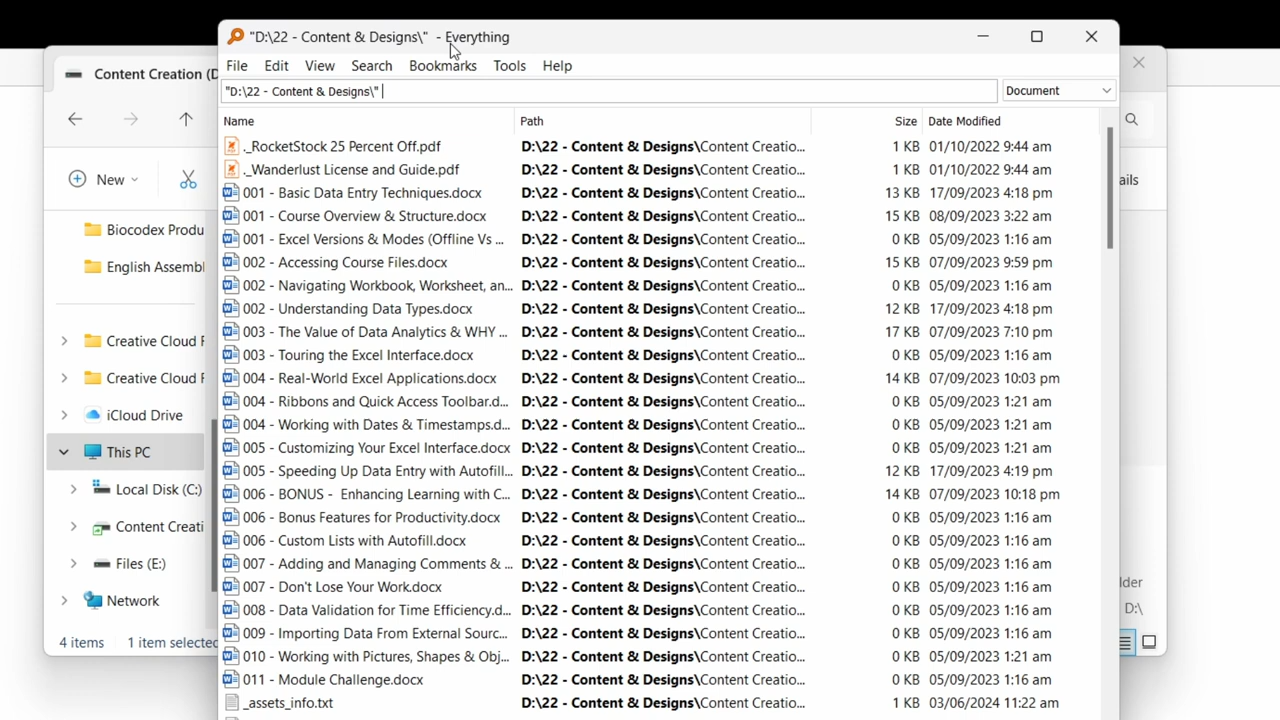 "D:\22 - Content & Designs\" - Everything
File Edit View Search Bookmarks Tools Help
"D:\22 - Content & Designs\"
Document
Name Path Size Date Modified
._RocketStock 25 Percent Off.pdf D:\22 - Content & Designs\Content Creatio... 1 KB 01/10/2022 9:44 am
._Wanderlust License and Guide.pdf D:\22 - Content & Designs\Content Creatio... 1 KB 01/10/2022 9:44 am
001 - Basic Data Entry Techniques.docx D:\22 - Content & Designs\Content Creatio... 13 KB 17/09/2023 4:18 pm
001 - Course Overview & Structure.docx D:\22 - Content & Designs\Content Creatio... 15 KB 08/09/2023 3:22 am
001 - Excel Versions & Modes (Offline Vs ... D:\22 - Content & Designs\Content Creatio... 0 KB 05/09/2023 1:16 am
002 - Accessing Course Files.docx D:\22 - Content & Designs\Content Creatio... 15 KB 07/09/2023 9:59 pm
002 - Navigating Workbook, Worksheet, an... D:\22 - Content & Designs\Content Creatio... 0 KB 05/09/2023 1:16 am
002 - Understanding Data Types.docx D:\22 - Content & Designs\Content Creatio... 12 KB 17/09/2023 4:18 pm
003 - The Value of Data Analytics & WHY ... D:\22 - Content & Designs\Content Creatio... 17 KB 07/09/2023 7:10 pm
003 - Touring the Excel Interface.docx D:\22 - Content & Designs\Content Creatio... 0 KB 05/09/2023 1:16 am
004 - Real-World Excel Applications.docx D:\22 - Content & Designs\Content Creatio... 14 KB 07/09/2023 10:03 pm
004 - Ribbons and Quick Access Toolbar.d... D:\22 - Content & Designs\Content Creatio... 0 KB 05/09/2023 1:21 am
004 - Working with Dates & Timestamps.d... D:\22 - Content & Designs\Content Creatio... 0 KB 05/09/2023 1:21 am
005 - Customizing Your Excel Interface.docx D:\22 - Content & Designs\Content Creatio... 0 KB 05/09/2023 1:21 am
005 - Speeding Up Data Entry with Autofill... D:\22 - Content & Designs\Content Creatio... 12 KB 17/09/2023 4:19 pm
006 - BONUS - Enhancing Learning with C... D:\22 - Content & Designs\Content Creatio... 14 KB 07/09/2023 10:18 pm
006 - Bonus Features for Productivity.docx D:\22 - Content & Designs\Content Creatio... 0 KB 05/09/2023 1:16 am
006 - Custom Lists with Autofill.docx D:\22 - Content & Designs\Content Creatio... 0 KB 05/09/2023 1:16 am
007 - Adding and Managing Comments & ... D:\22 - Content & Designs\Content Creatio... 0 KB 05/09/2023 1:16 am
007 - Don't Lose Your Work.docx D:\22 - Content & Designs\Content Creatio... 0 KB 05/09/2023 1:16 am
008 - Data Validation for Time Efficiency.d... D:\22 - Content & Designs\Content Creatio... 0 KB 05/09/2023 1:16 am
009 - Importing Data From External Sourc... D:\22 - Content & Designs\Content Creatio... 0 KB 05/09/2023 1:16 am
010 - Working with Pictures, Shapes & Obj... D:\22 - Content & Designs\Content Creatio... 0 KB 05/09/2023 1:21 am
011 - Module Challenge.docx D:\22 - Content & Designs\Content Creatio... 0 KB 05/09/2023 1:16 am
_assets_info.txt D:\22 - Content & Designs\Content Creatio... 1 KB 03/06/2024 11:22 am
Content Creation (D
New
Biocodex Produ
English Assembl
Creative Cloud F
Creative Cloud F
iCloud Drive
This PC
Local Disk (C:)
Content Creati
Files (E:)
Network
4 items 1 item selected
ails
lder
D:\